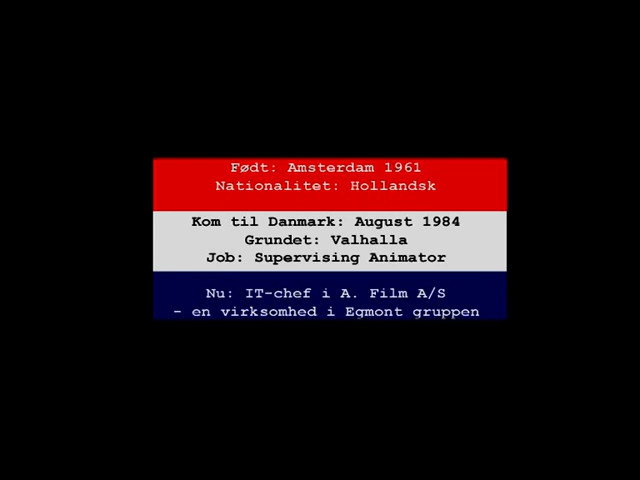 Født: Amsterdam 1961
Nationalitet: Hollandsk
Kom til Danmark: August 1984
Grundet: Valhalla
Job: Supervising Animator
Nu: IT-chef i A. Film A/S
- en virksomhed i Egmont gruppen